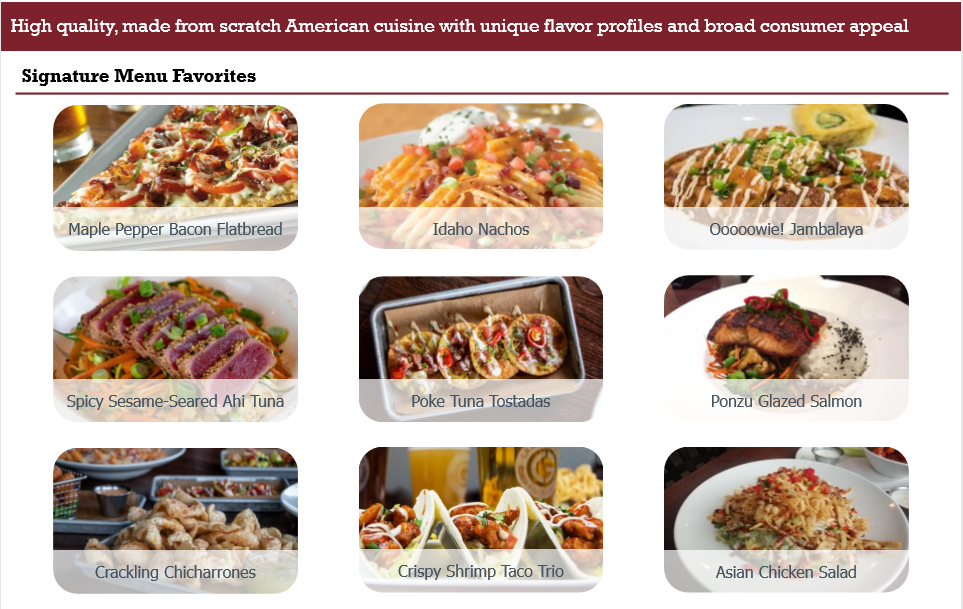 High quality, made from scratch American cuisine with unique flavor profiles and broad consumer appeal
Signature Menu Favorites
Maple Pepper Bacon Flatbread
Idaho Nachos
Ooooowie! Jambalaya
Spicy Sesame-Seared Ahi Tuna
Poke Tuna Tostadas
Ponzu Glazed Salmon
Crackling Chicharrones
Crispy Shrimp Taco Trio
Asian Chicken Salad